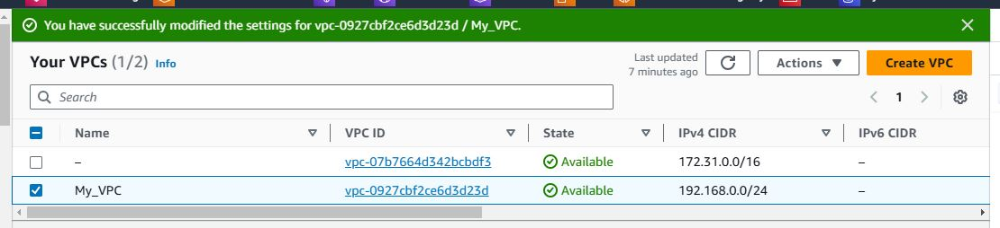 You have successfully modified the settings for vpc-0927cbf2ce6d3d23d / My_VPC.
Your VPCs (1/2) Info
Last updated
7 minutes ago
Actions
Create VPC
Search
1
Name VPC ID State IPv4 CIDR IPv6 CIDR
– vpc-07b7664d342bcbdf3 Available 172.31.0.0/16 –
My_VPC vpc-0927cbf2ce6d3d23d Available 192.168.0.0/24 –